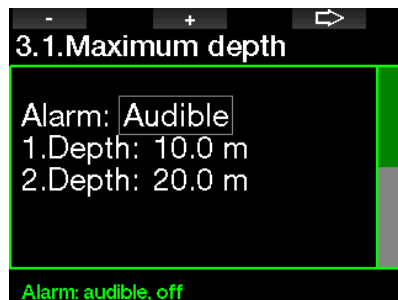 - + ⇨
3.1.Maximum depth
Alarm: Audible
1.Depth: 10.0 m
2.Depth: 20.0 m
Alarm: audible, off